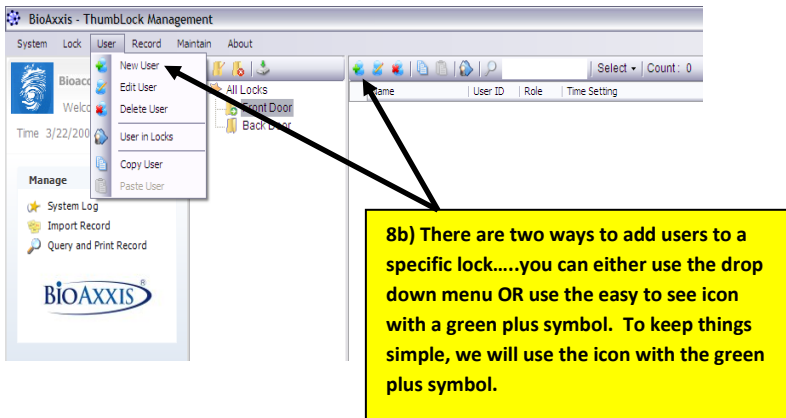 BioAxxis - ThumbLock Management
System Lock User Record Maintain About
New User
Edit User
Delete User
User in Locks
Copy User
Paste User
Bioacc
Welco
Time 3/22/200
Manage
System Log
Import Record
Query and Print Record
BIOAXXIS®
All Locks
Front Door
Back Door
Select Count: 0
Name User ID Time Setting
8b) There are two ways to add users to a
specific lock…..you can either use the drop
down menu OR use the easy to see icon
with a green plus symbol. To keep things
simple, we will use the icon with the green
plus symbol.